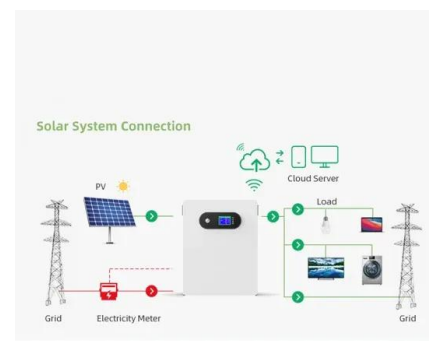 Solar System Connection
Cloud Server
PV
Load
Grid
Electricity Meter
Grid